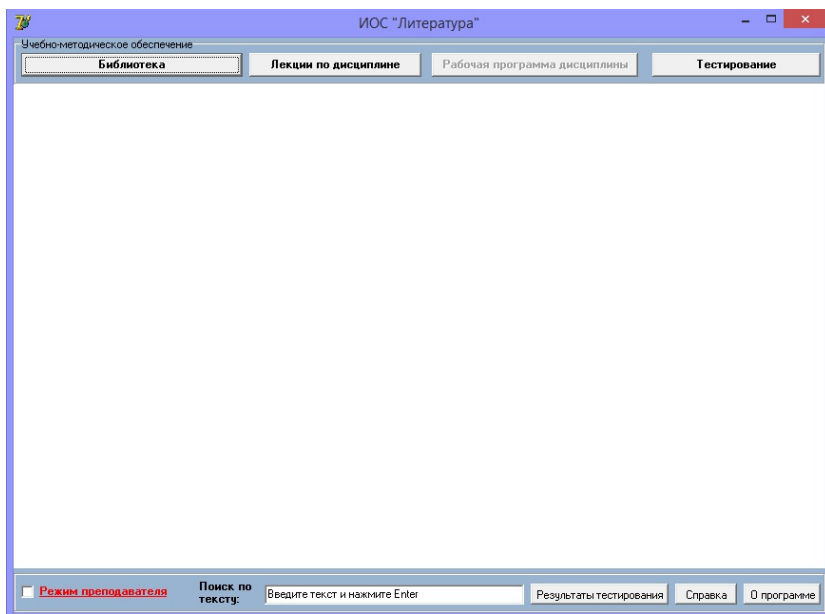 ИОС "Литература"
Учебно-методическое обеспечение
Библиотека
Лекции по дисциплине
Рабочая программа дисциплины
Тестирование
Режим преподавателя
Поиск по
тексту:
Введите текст и нажмите Enter
Результаты тестирования
Справка
О программе